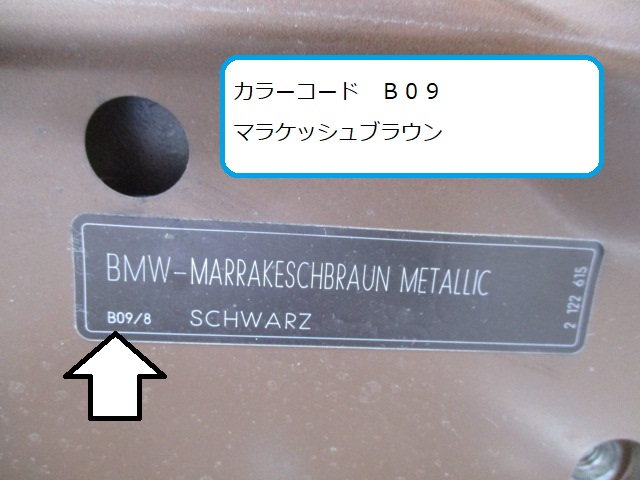 カラーコード　Ｂ０９
マラケッシュブラウン
BMW-MARRAKESCHBRAUN METALLIC
B09/8 SCHWARZ
2 122 615